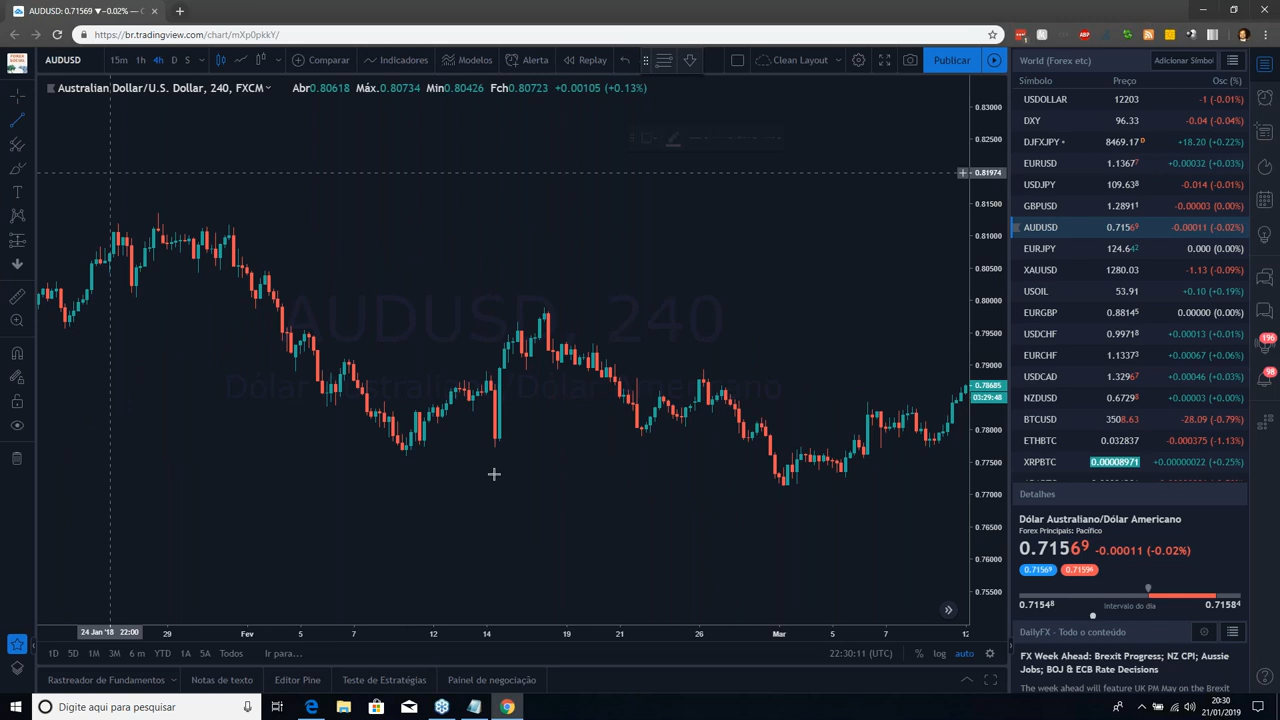 AUDUSD: 0.71569 ▼−0.02% —
https://br.tradingview.com/chart/mXp0pkkY/
AUDUSD 15m 1h 4h D S Comparar Indicadores Modelos Alerta Replay Clean Layout Publicar
Australian Dollar/U.S. Dollar, 240, FXCM Abr0.80618 Máx.0.80734 Min0.80426 Fch0.80723 +0.00105 (+0.13%)
AUDUSD, 240
Dólar Australiano/Dólar Americano
0.83000
0.82500
0.81974
0.81500
0.81000
0.80500
0.80000
0.79500
0.79000
0.78685
03:29:48
0.78000
0.77500
0.77000
0.76500
0.76000
0.75500
24 Jan '18 22:00 29 Fev 5 7 12 14 19 21 26 Mar 5 7 12
1D 5D 1M 3M 6M YTD 1A 5A Todos Ir para... 22:30:11 (UTC) % log auto
Rastreador de Fundamentos Notas de texto Editor Pine Teste de Estratégias Painel de negociação
World (Forex etc) Adicionar Símbol
Símbolo Preço Osc (%)
USDOLLAR 12203 -1 (-0.01%)
DXY 96.33 -0.04 (-0.04%)
DJFXJPY 8469.17 D +18.20 (+0.22%)
EURUSD 1.13677 +0.00032 (+0.03%)
USDJPY 109.638 -0.014 (-0.01%)
GBPUSD 1.28911 -0.00003 (0.00%)
AUDUSD 0.71569 -0.00011 (-0.02%)
EURJPY 124.642 0.000 (0.00%)
XAUUSD 1280.03 -1.13 (-0.09%)
USOIL 53.91 +0.10 (+0.19%)
EURGBP 0.88145 0.00000 (0.00%)
USDCHF 0.99718 +0.00013 (+0.01%)
EURCHF 1.13373 +0.00067 (+0.06%)
USDCAD 1.32967 +0.00046 (+0.03%)
NZDUSD 0.67298 +0.00003 (+0.00%)
BTCUSD 3508.63 -28.09 (-0.79%)
ETHBTC 0.032837 -0.000375 (-1.13%)
XRPBTC 0.00008971 +0.00000022 (+0.25%)
Detalhes
Dólar Australiano/Dólar Americano
Forex Principais: Pacífico
0.71569 -0.00011 (-0.02%)
0.71569 0.71594
0.71548 Intervalo do dia 0.71584
DailyFX - Todo o conteúdo
FX Week Ahead: Brexit Progress; NZ CPI; Aussie
Jobs; BOJ & ECB Rate Decisions
The week ahead will feature UK PM May on the Brexit
196
98
Digite aqui para pesquisar
20:30
21/01/2019